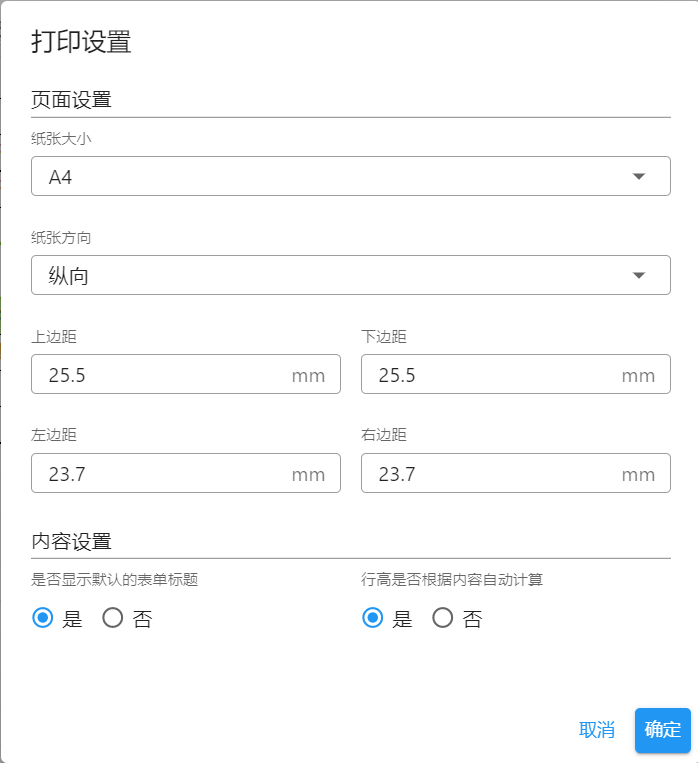 打印设置
页面设置
纸张大小
A4
纸张方向
纵向
上边距 下边距
25.5 mm 25.5 mm
左边距 右边距
23.7 mm 23.7 mm
内容设置
是否显示默认的表单标题 行高是否根据内容自动计算
是 否 是 否
取消 确定